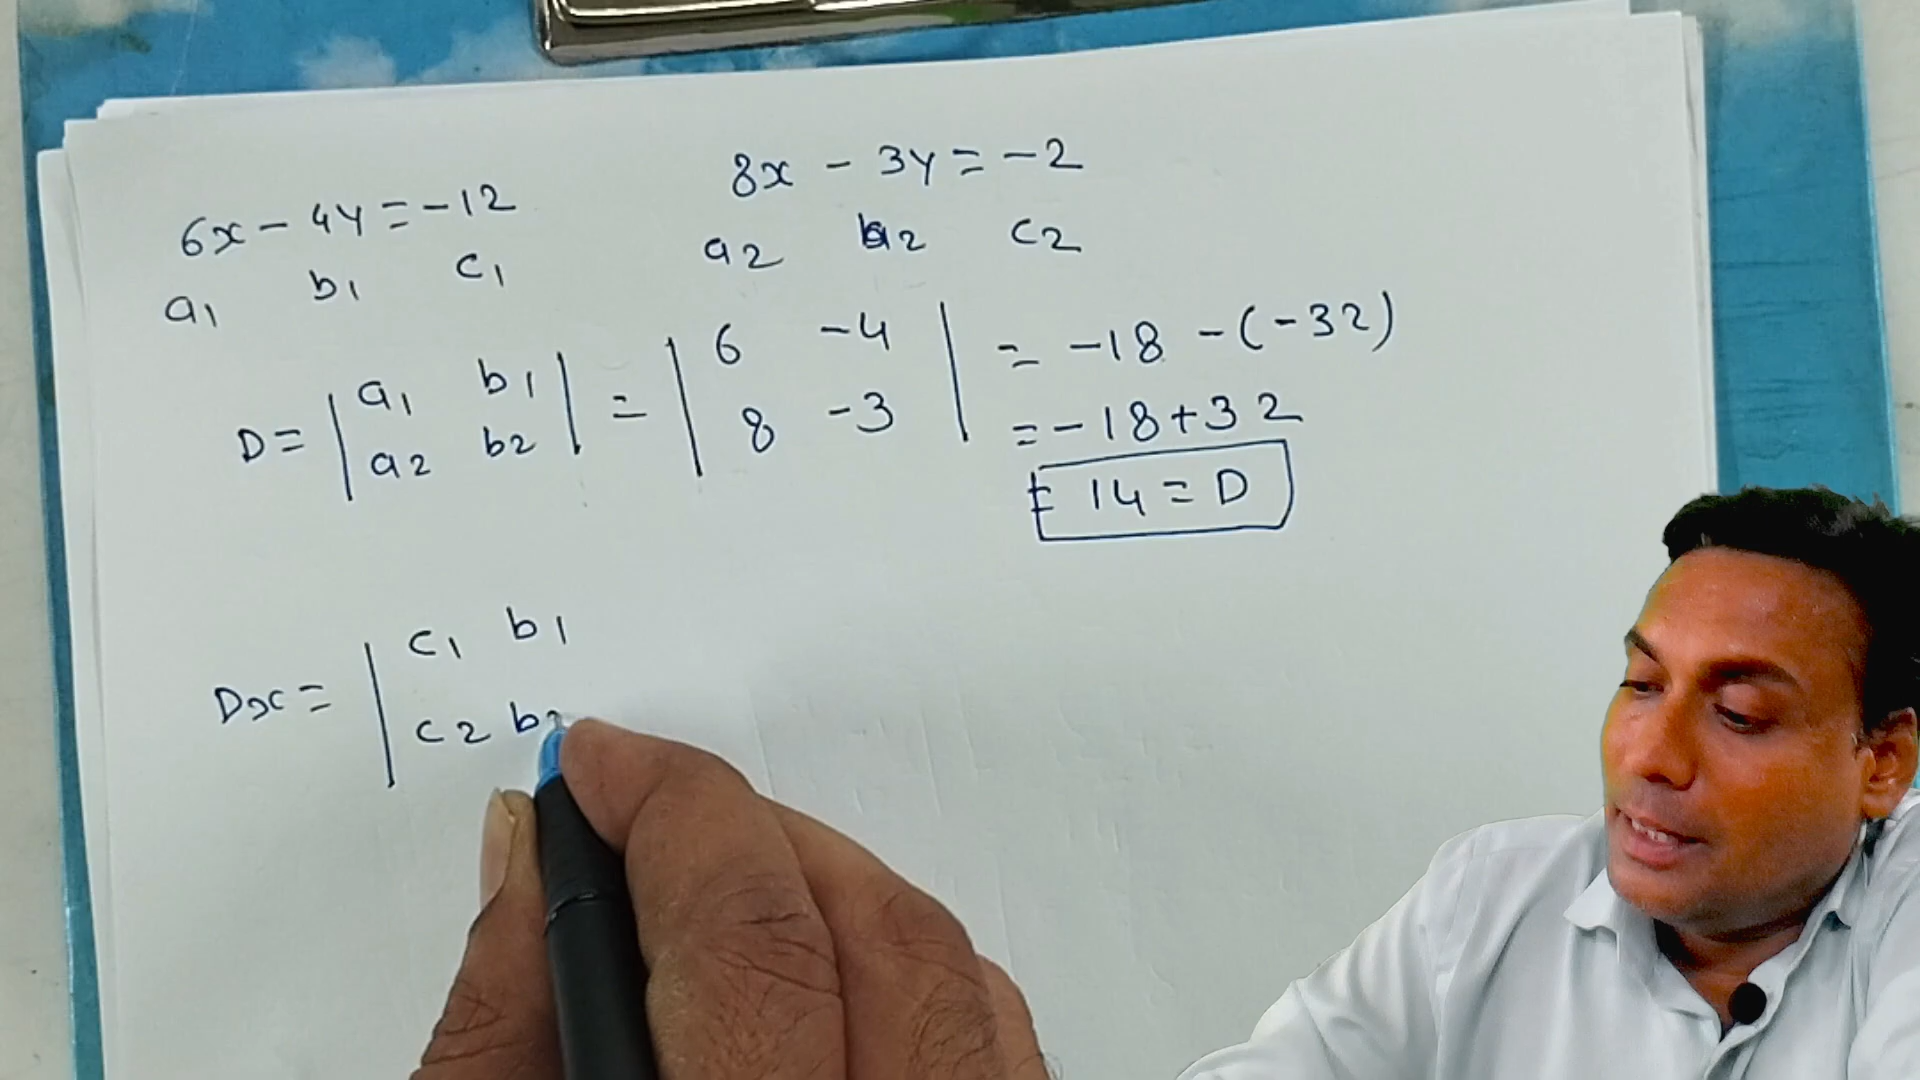 6x - 4y = -12
a1 b1 c1
8x - 3y = -2
a2 b2 c2
D = | a1 b1 | = | 6 -4 | = -18 - (-32)
| a2 b2 | | 8 -3 | = -18 + 32
= 14 = D
Dx = | c1 b1
c2 b2